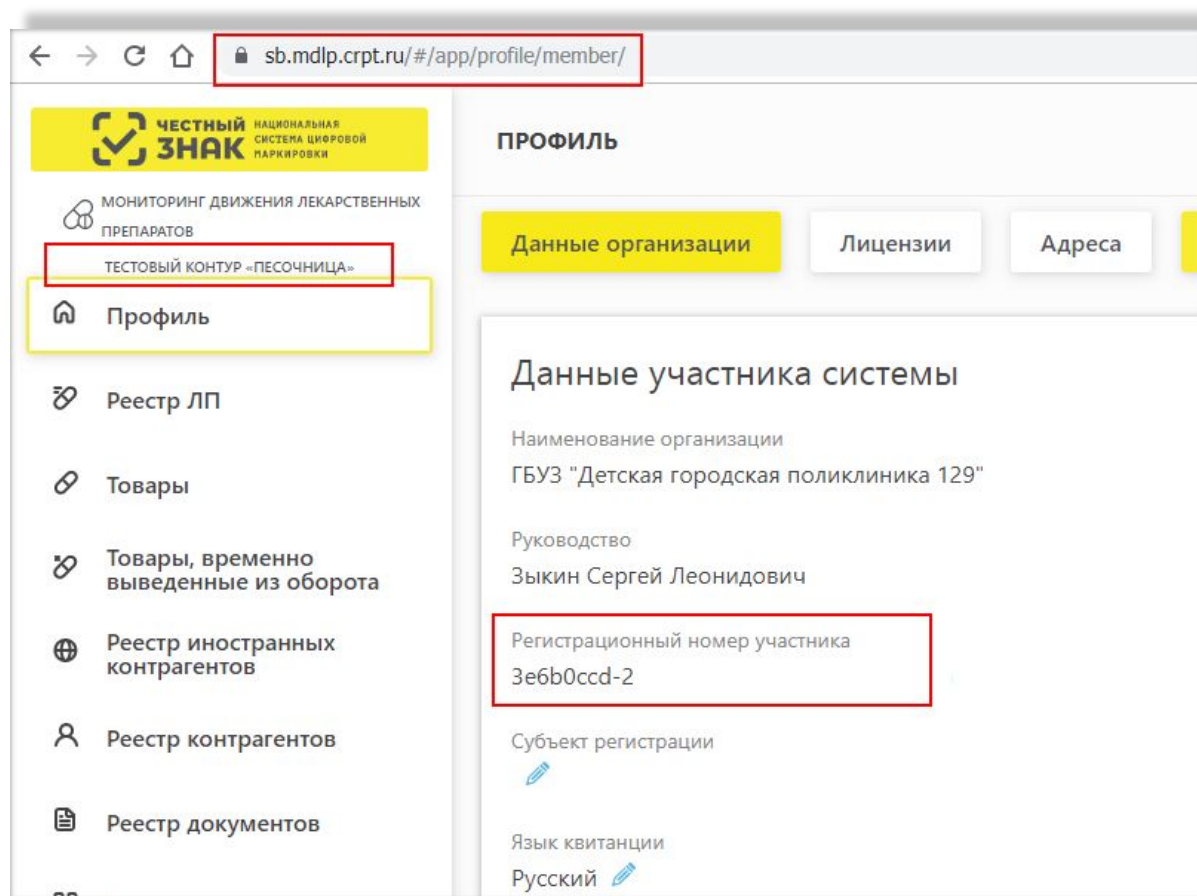 sb.mdlp.crpt.ru/#/app/profile/member/
ЧЕСТНЫЙ ЗНАК
НАЦИОНАЛЬНАЯ
СИСТЕМА ЦИФРОВОЙ
МАРКИРОВКИ
МОНИТОРИНГ ДВИЖЕНИЯ ЛЕКАРСТВЕННЫХ
ПРЕПАРАТОВ
ТЕСТОВЫЙ КОНТУР «ПЕСОЧНИЦА»
Профиль
Реестр ЛП
Товары
Товары, временно
выведенные из оборота
Реестр иностранных
контрагентов
Реестр контрагентов
Реестр документов
ПРОФИЛЬ
Данные организации
Лицензии
Адреса
Данные участника системы
Наименование организации
ГБУЗ "Детская городская поликлиника 129"
Руководство
Зыкин Сергей Леонидович
Регистрационный номер участника
3e6b0ccd-2
Субъект регистрации
Язык квитанции
Русский